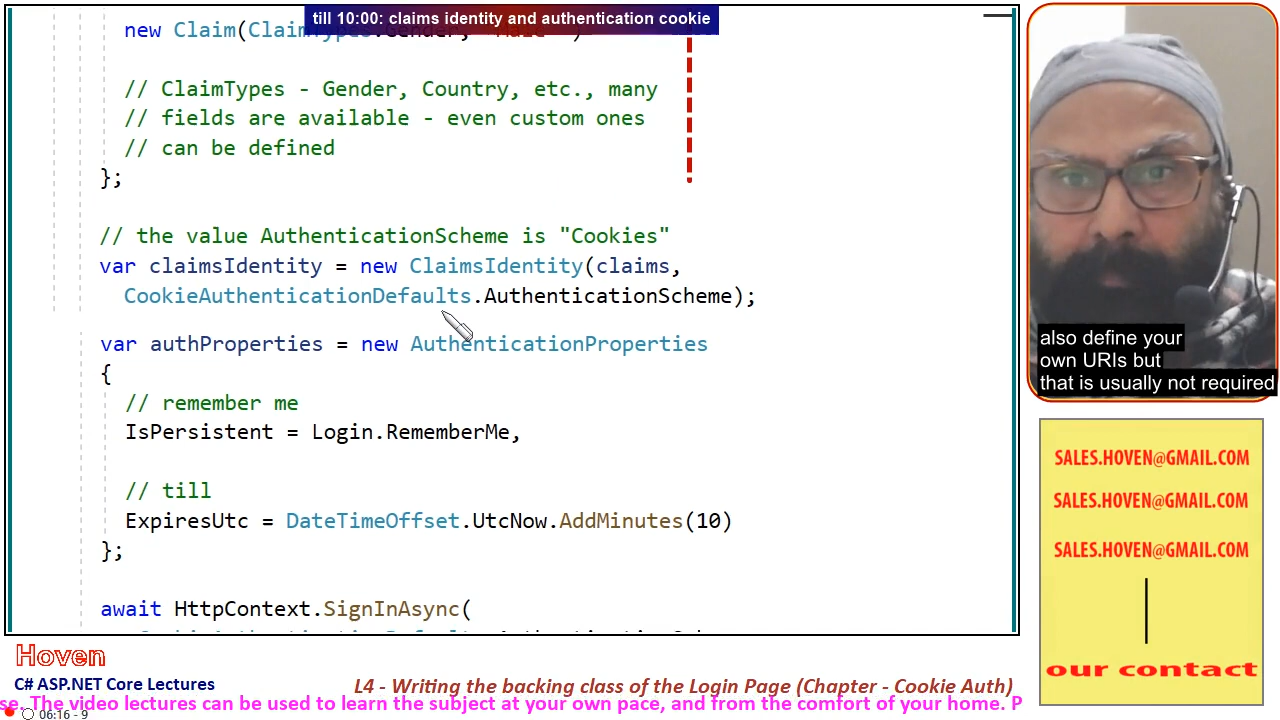 till 10:00: claims identity and authentication cookie
new Claim(ClaimTypes.Gender, "Male" )
// ClaimTypes - Gender, Country, etc., many
// fields are available - even custom ones
// can be defined
};
// the value AuthenticationScheme is "Cookies"
var claimsIdentity = new ClaimsIdentity(claims,
CookieAuthenticationDefaults.AuthenticationScheme);
var authProperties = new AuthenticationProperties
{
// remember me
IsPersistent = Login.RememberMe,
// till
ExpiresUtc = DateTimeOffset.UtcNow.AddMinutes(10)
};
await HttpContext.SignInAsync(
also define your
own URIs but
that is usually not required
SALES.HOVEN@GMAIL.COM
SALES.HOVEN@GMAIL.COM
SALES.HOVEN@GMAIL.COM
our contact
Hoven
C# ASP.NET Core Lectures
L4 - Writing the backing class of the Login Page (Chapter - Cookie Auth)
se. The video lectures can be used to learn the subject at your own pace, and from the comfort of your home. P
06:16 - 9